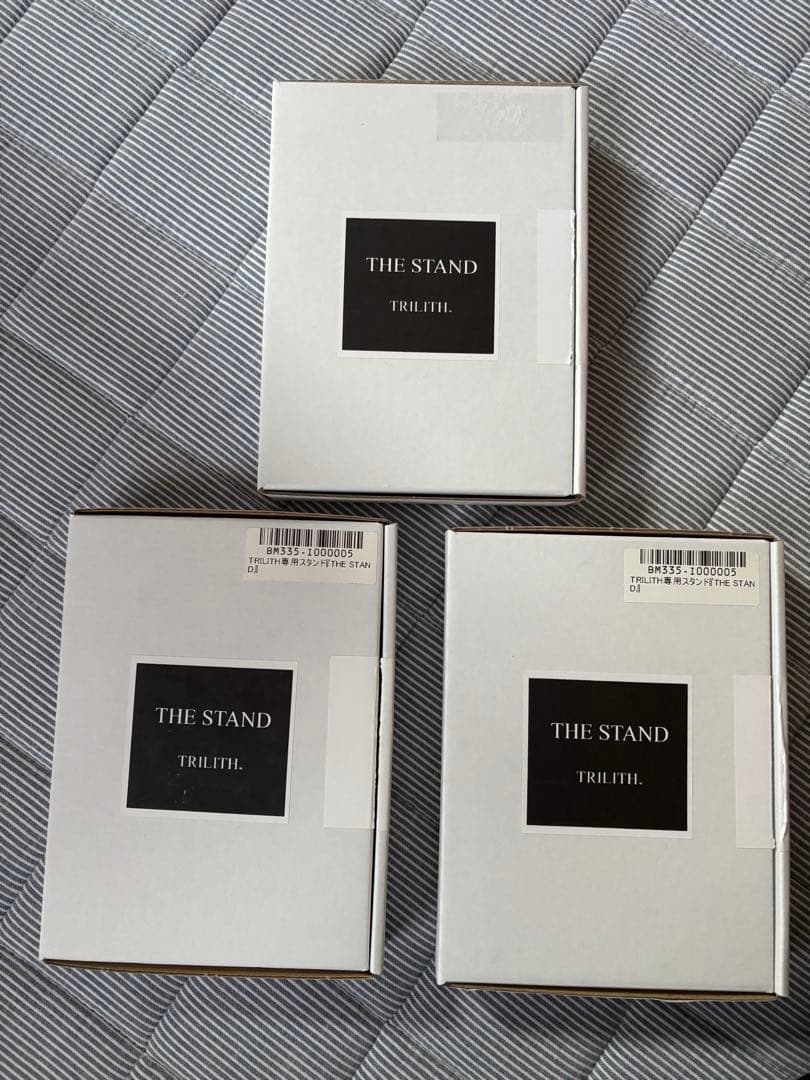 THE STAND
TRILITH.
BM335-I000005
TRILITH専用スタンド『THE STAN
D』
THE STAND
TRILITH.
BM335-I000005
TRILITH専用スタンド『THE STAN
D』
THE STAND
TRILITH.